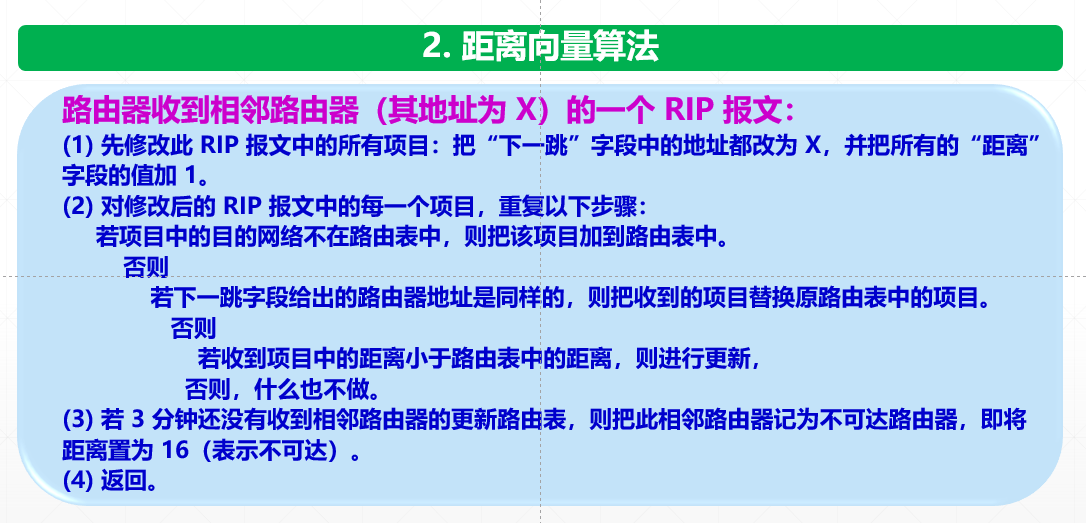 2. 距离向量算法
路由器收到相邻路由器（其地址为 X）的一个 RIP 报文：
(1) 先修改此 RIP 报文中的所有项目：把“下一跳”字段中的地址都改为 X，并把所有的“距离”
字段的值加 1。
(2) 对修改后的 RIP 报文中的每一个项目，重复以下步骤：
若项目中的目的网络不在路由表中，则把该项目加到路由表中。
否则
若下一跳字段给出的路由器地址是同样的，则把收到的项目替换原路由表中的项目。
否则
若收到项目中的距离小于路由表中的距离，则进行更新，
否则，什么也不做。
(3) 若 3 分钟还没有收到相邻路由器的更新路由表，则把此相邻路由器记为不可达路由器，即将
距离置为 16（表示不可达）。
(4) 返回。